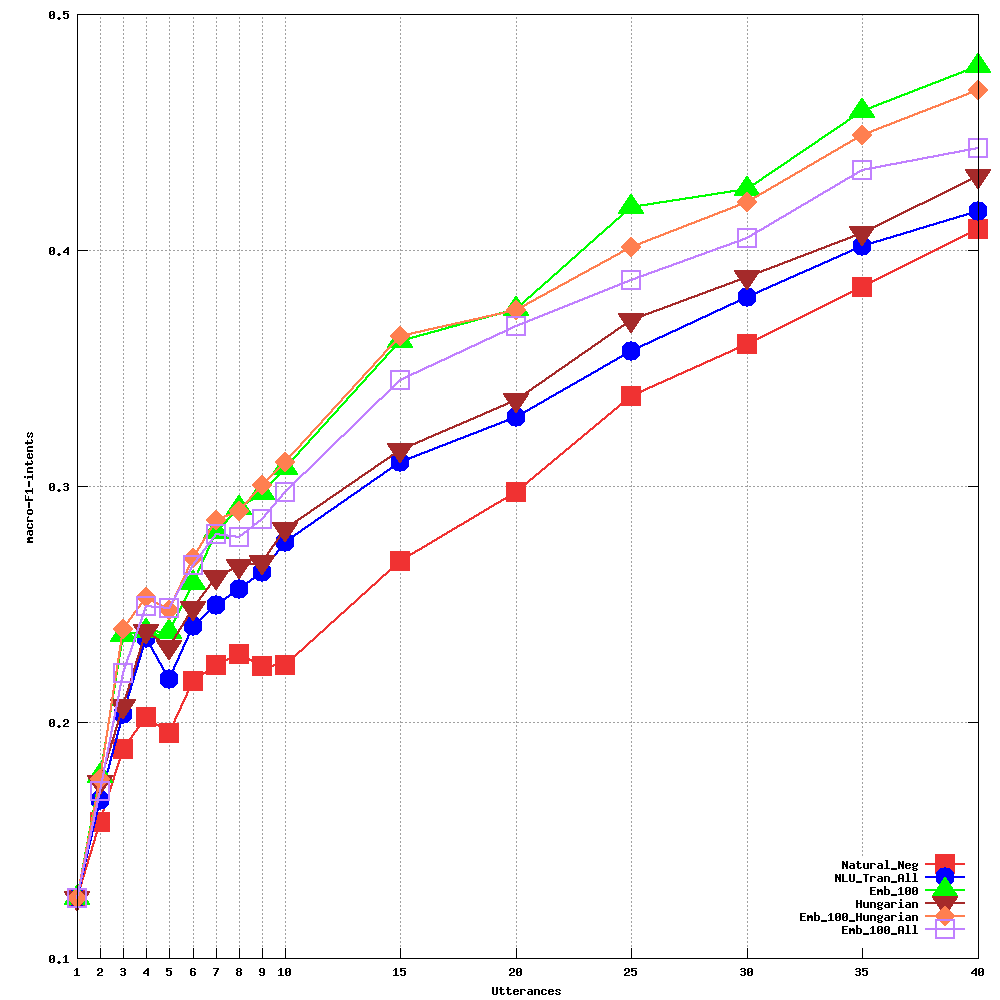 0.5
0.4
0.3
0.2
0.1
macro-F1-intents
Natural_Neg
NLU_Tran_All
Emb_100
Hungarian
Emb_100_Hungarian
Emb_100_All
1 2 3 4 5 6 7 8 9 10 15 20 25 30 35 40
Utterances